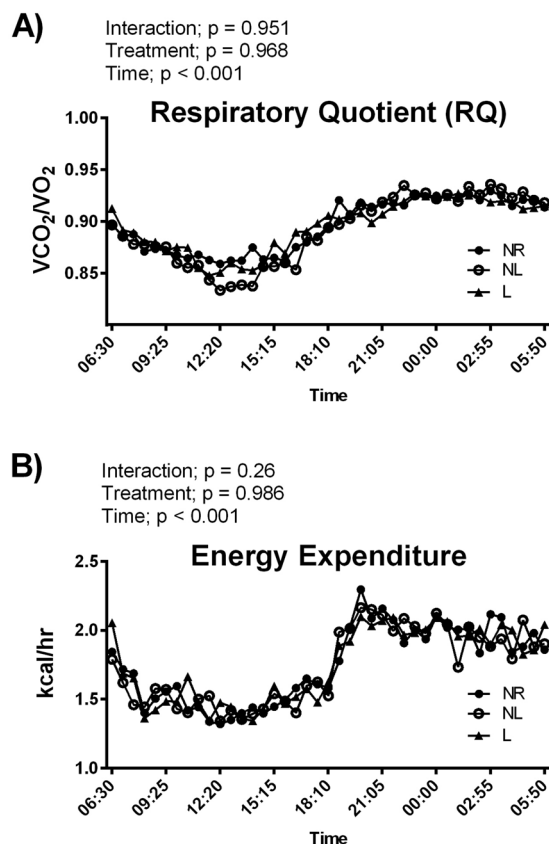 A)
Interaction; p = 0.951
Treatment; p = 0.968
Time; p < 0.001
Respiratory Quotient (RQ)
VCO2/VO2
1.00
0.95
0.90
0.85
NR
NL
L
06:30 09:25 12:20 15:15 18:10 21:05 00:00 02:55 05:50
Time
B)
Interaction; p = 0.26
Treatment; p = 0.986
Time; p < 0.001
Energy Expenditure
kcal/hr
2.5
2.0
1.5
1.0
NR
NL
L
06:30 09:25 12:20 15:15 18:10 21:05 00:00 02:55 05:50
Time